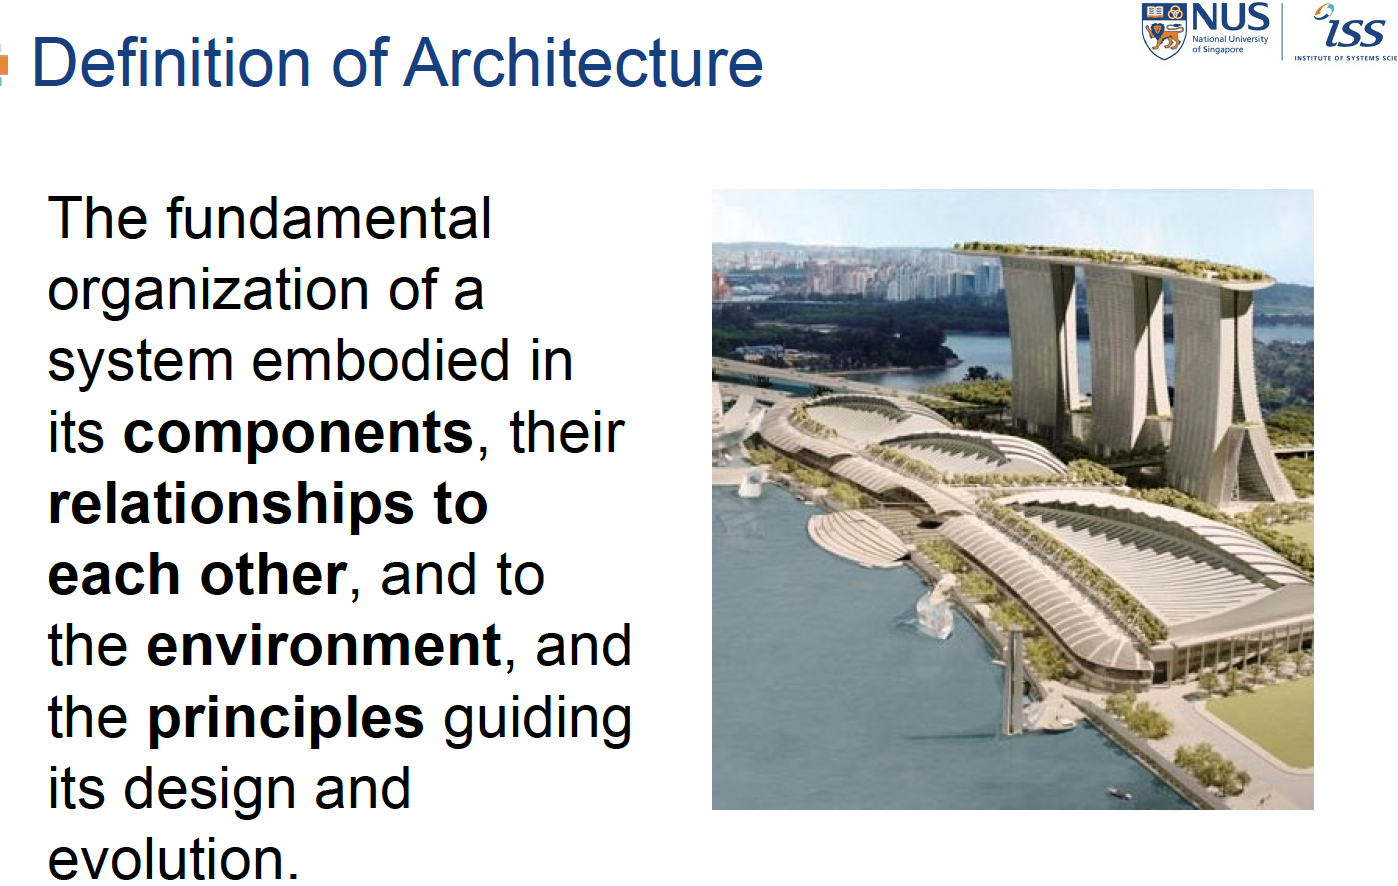 Definition of Architecture
NUS
National University
of Singapore
iss
INSTITUTE OF SYSTEMS SCIE
The fundamental
organization of a
system embodied in
its components, their
relationships to
each other, and to
the environment, and
the principles guiding
its design and
evolution.